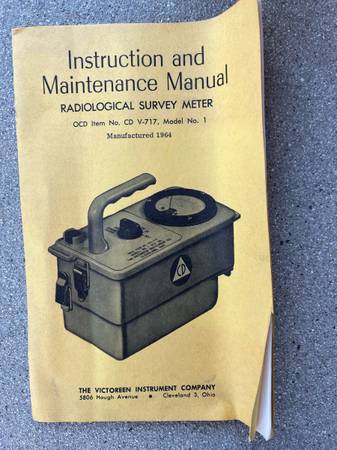 Instruction and
Maintenance Manual
RADIOLOGICAL SURVEY METER
OCD Item No. CD V-717, Model No. 1
Manufactured 1964
CD
THE VICTOREEN INSTRUMENT COMPANY
5806 Hough Avenue • Cleveland 3, Ohio